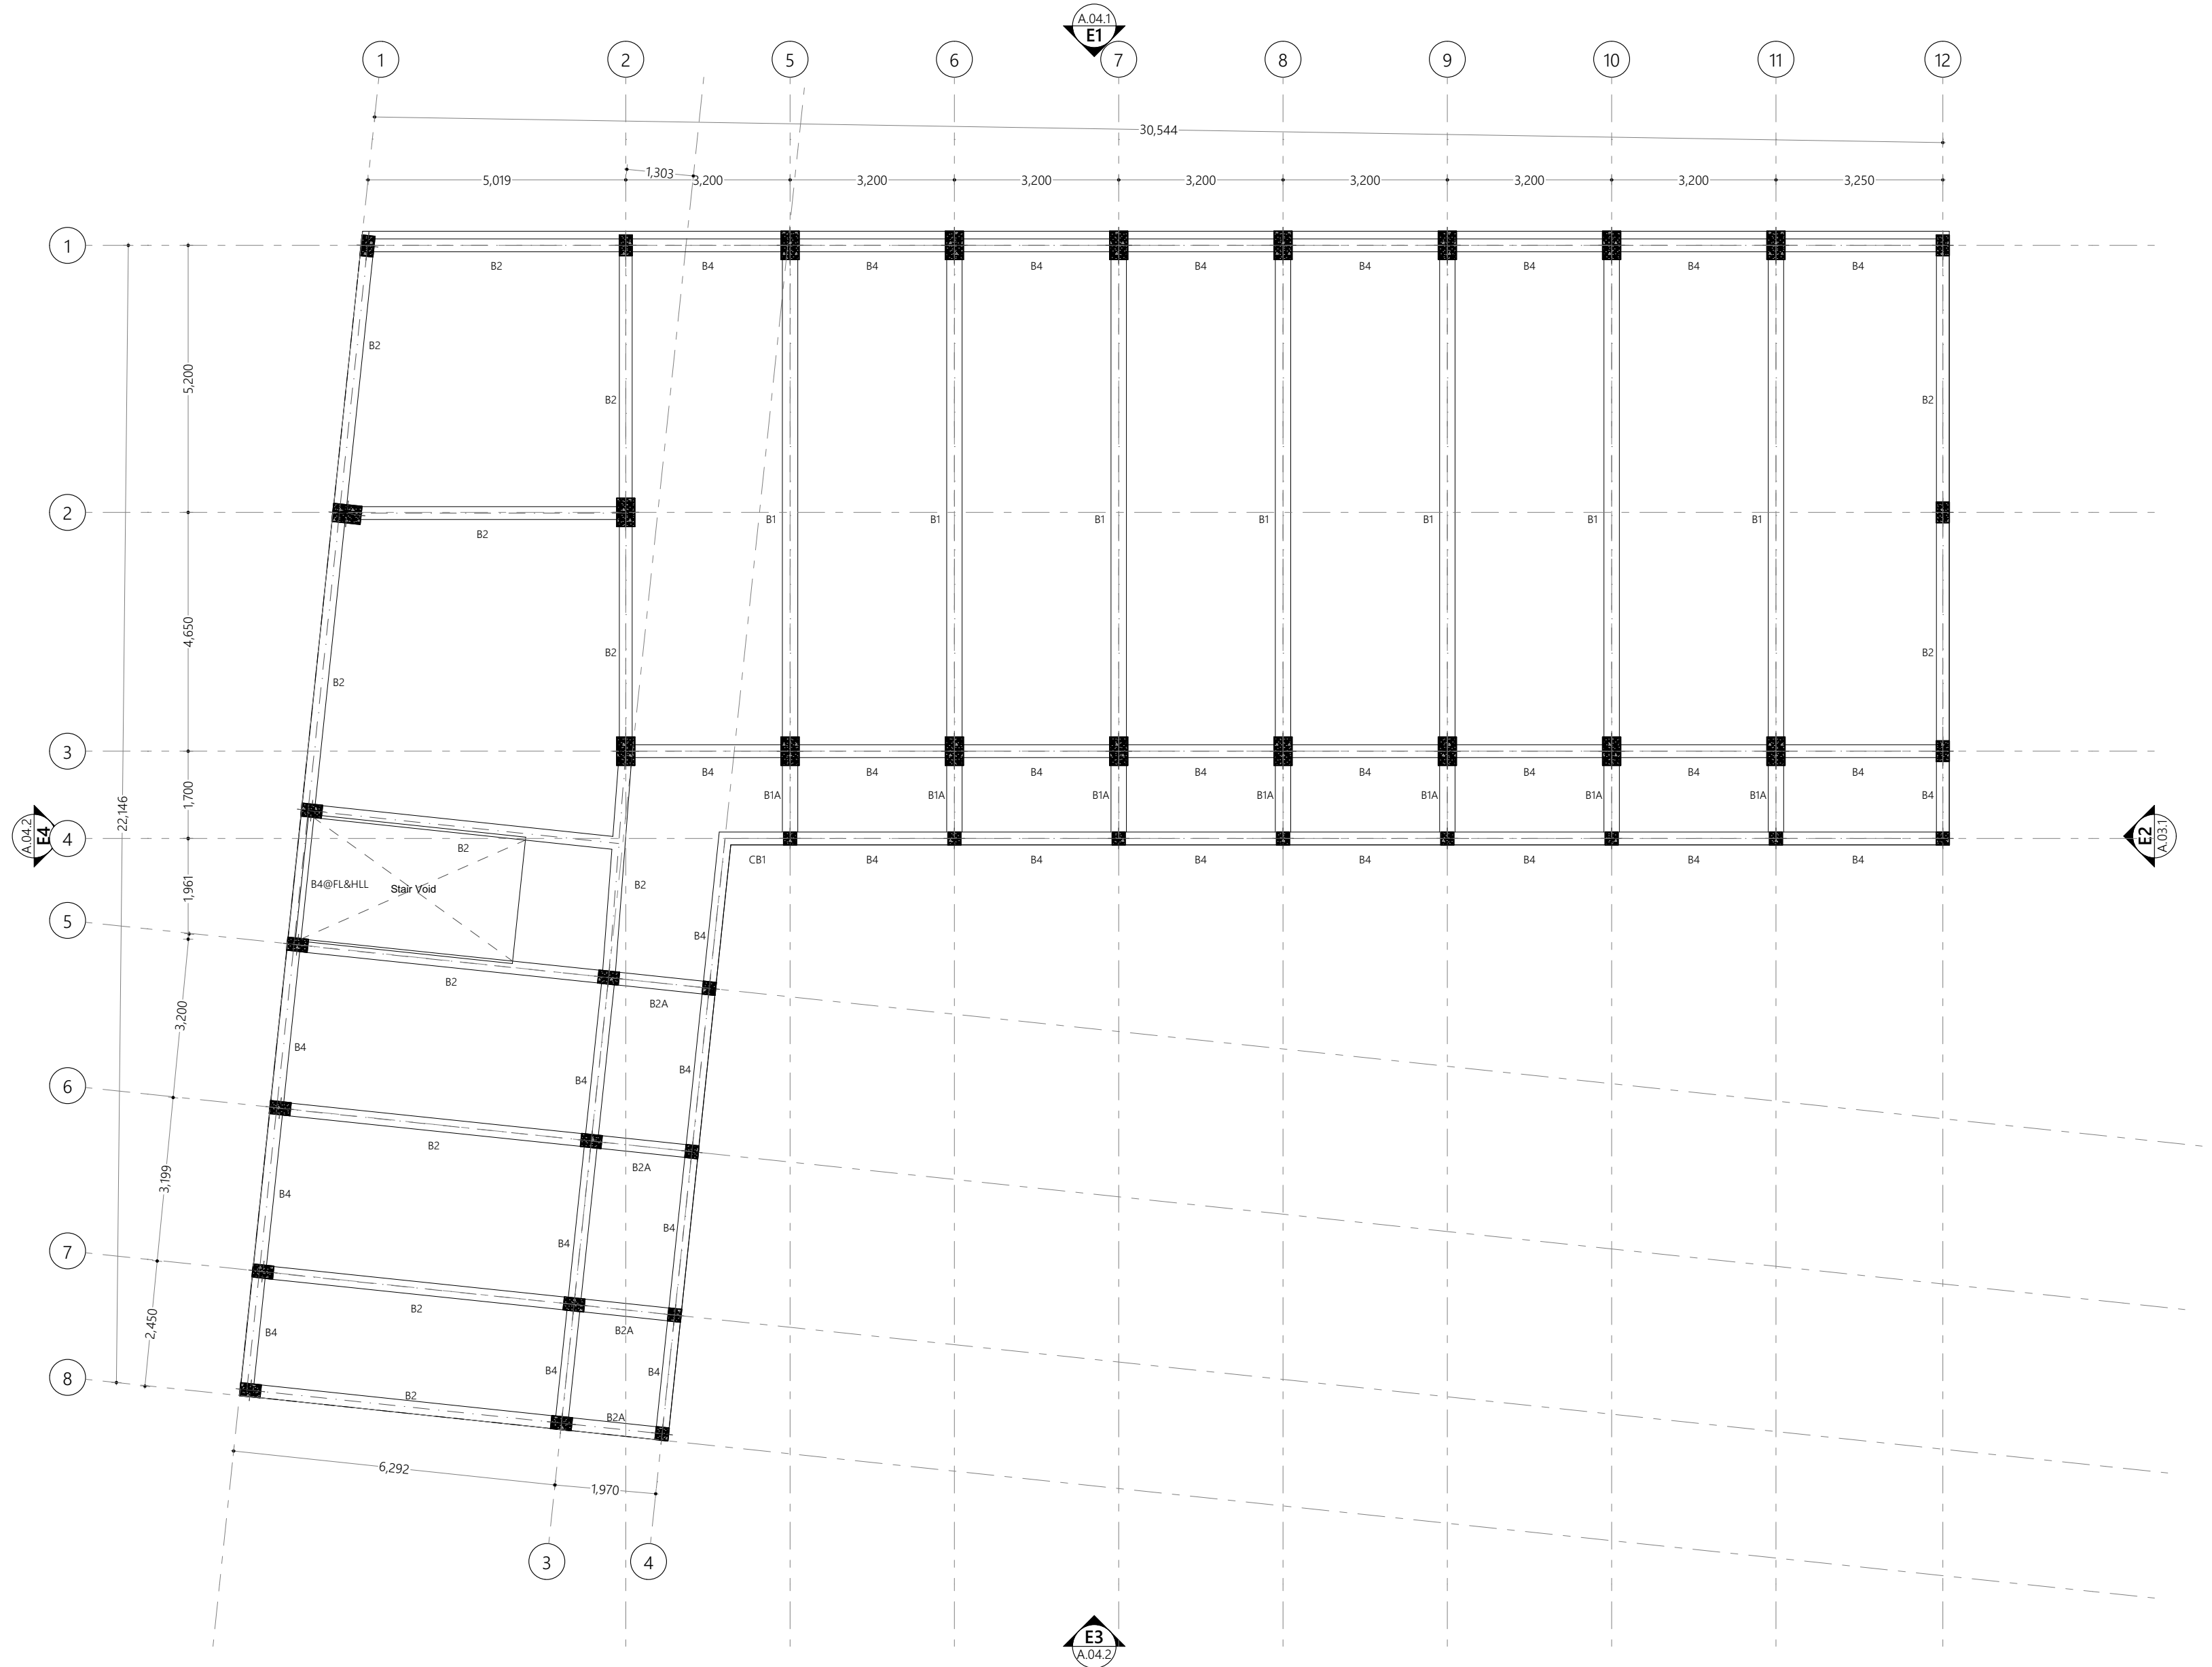 A.04.1
E1
1
2
5
6
7
8
9
10
11
12
30,544
1,303
5,019
3,200
3,200
3,200
3,200
3,200
3,200
3,200
3,250
1
B2
B4
B4
B4
B4
B4
B4
B4
B4
B2
5,200
B2
B2
2
B1
B1
B1
B1
B1
B1
B1
B2
4,650
B2
B2
B2
3
B4
B4
B4
B4
B4
B4
B4
B4
1,700
B1A
B1A
B1A
B1A
B1A
B1A
B1A
B4
22,146
A.04.2
E4
4
E2
A.03.1
B2
CB1
B4
B4
B4
B4
B4
B4
B4
1,961
B4@FL&HLL
Stair Void
B2
5
B4
B2
B2A
3,200
B4
B4
B4
6
B2
B2A
3,199
B4
B4
B4
7
B2
B2A
2,450
B4
B4
B4
8
B2
B2A
6,292
1,970
3
4
E3
A.04.2